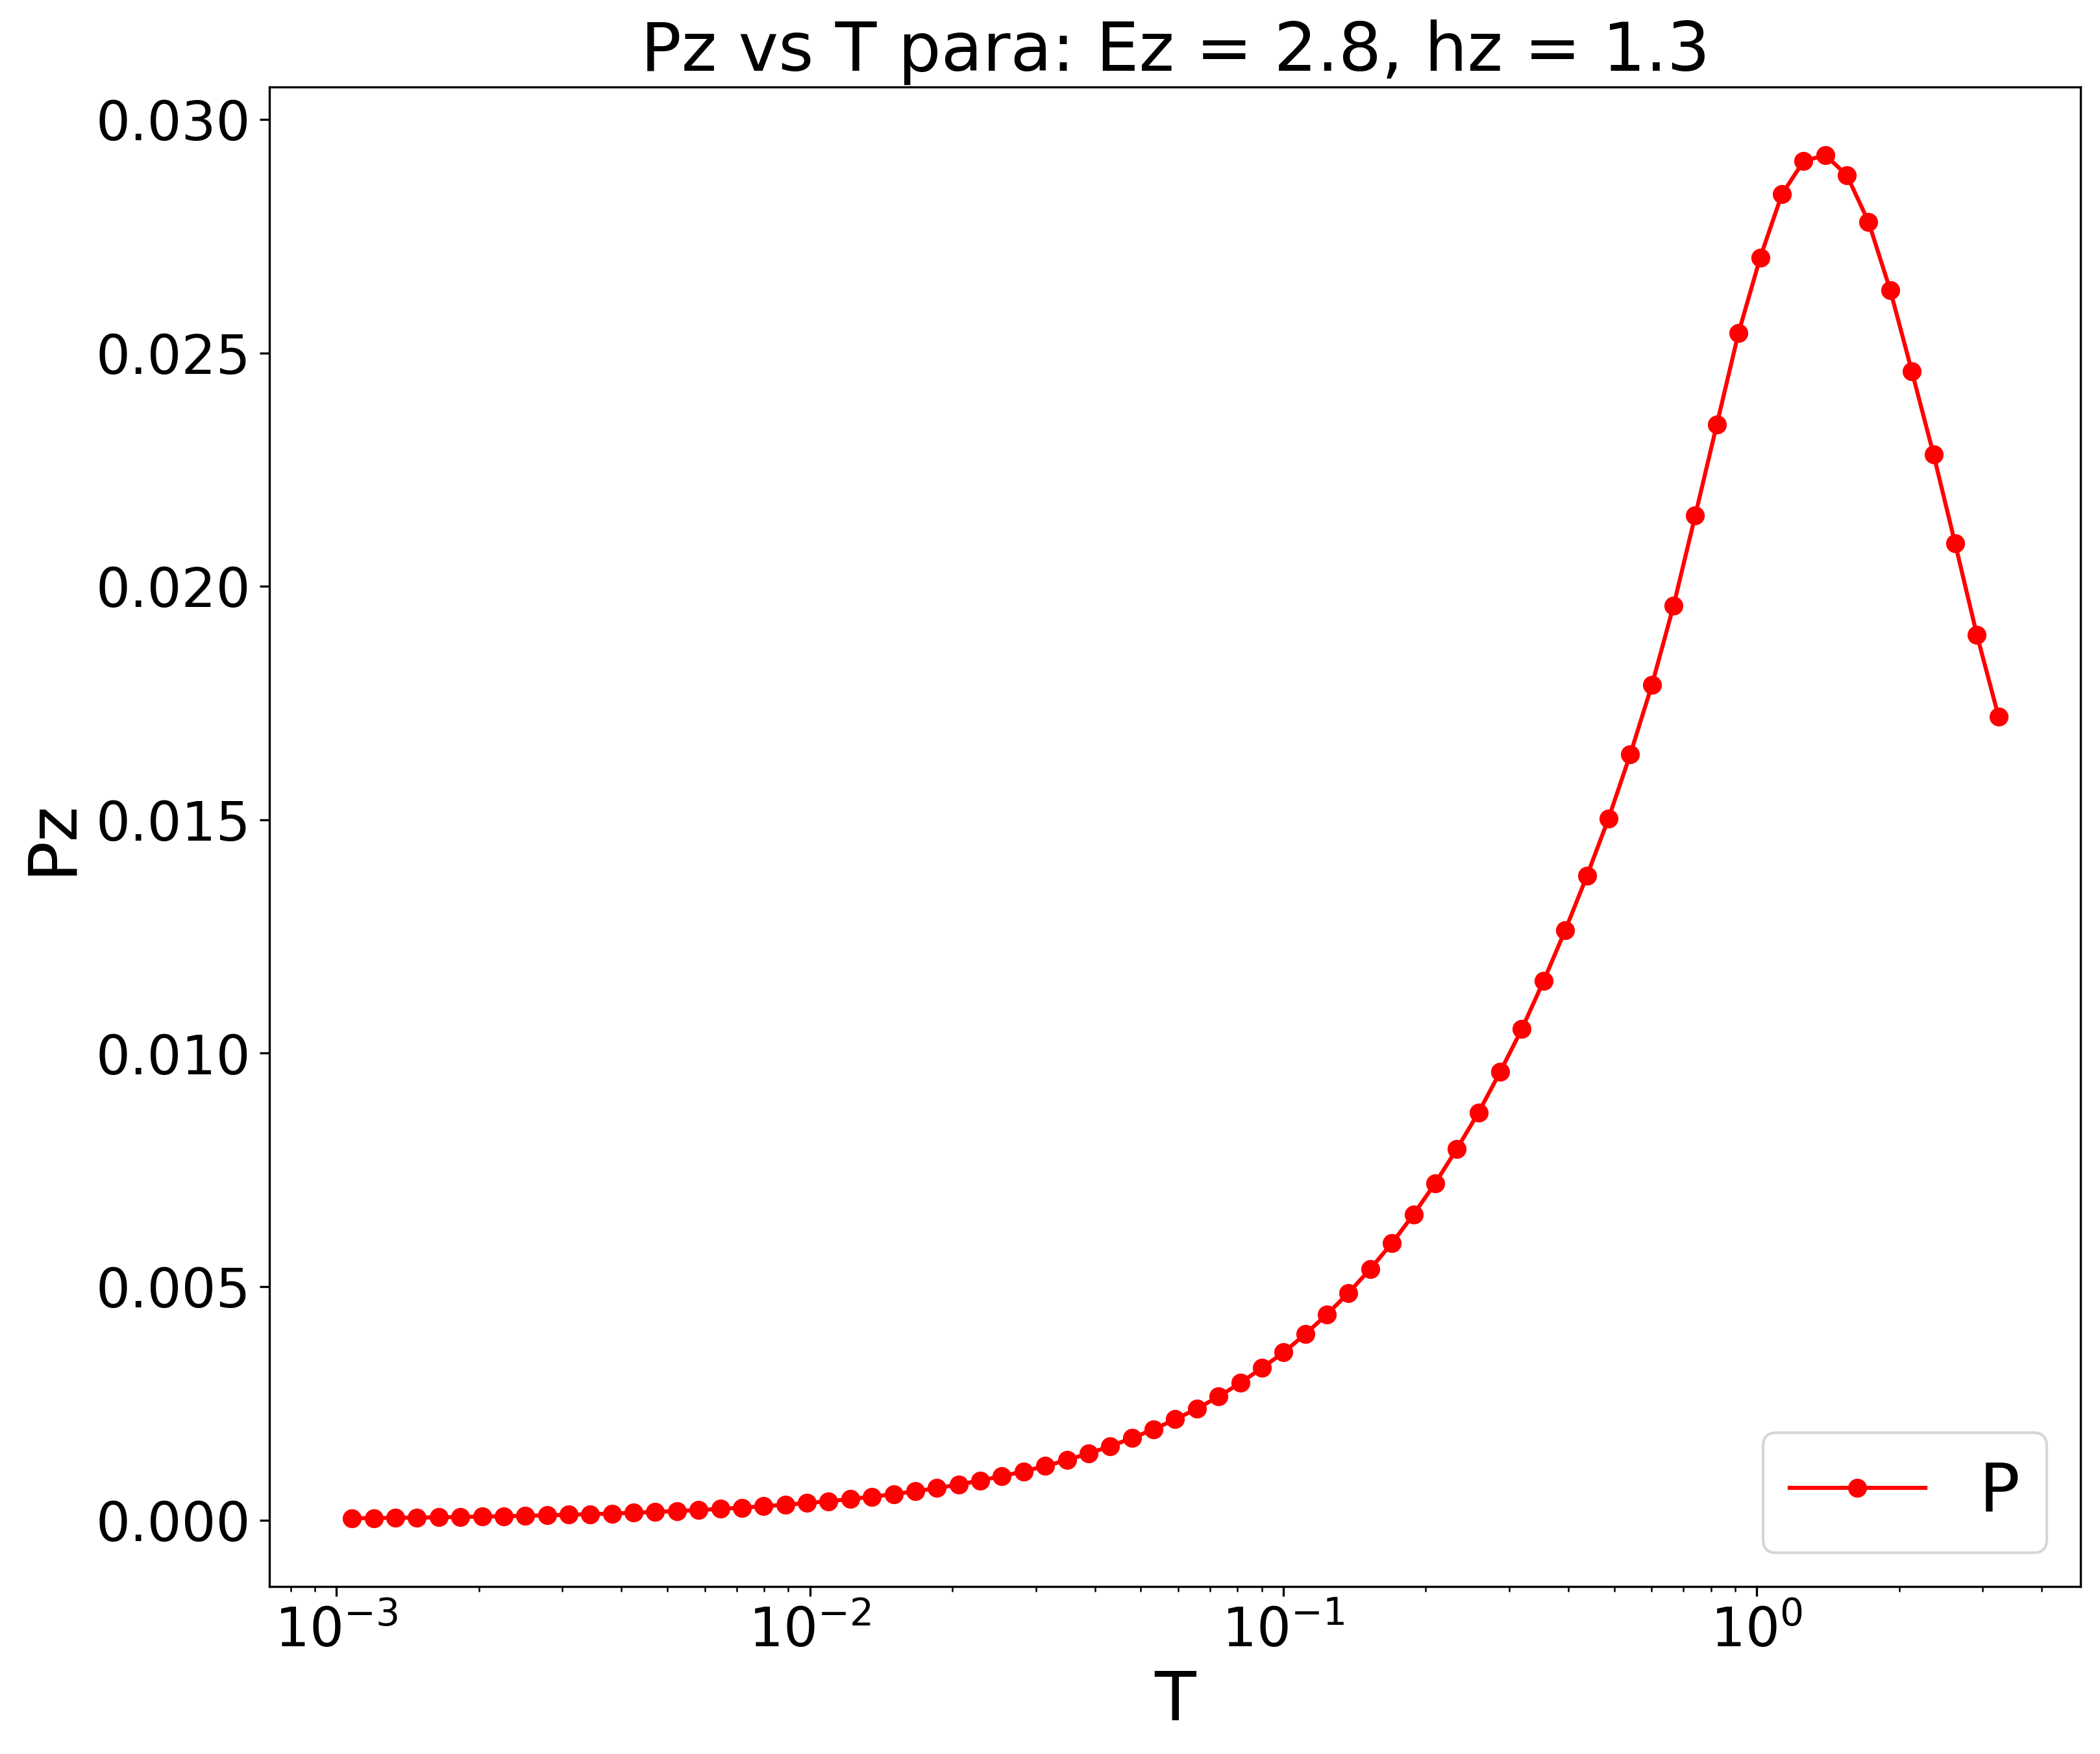 Pz vs T para: Ez = 2.8, hz = 1.3
0.030
0.025
0.020
0.015
0.010
0.005
0.000
Pz
P
10⁻³ 10⁻² 10⁻¹ 10⁰
T